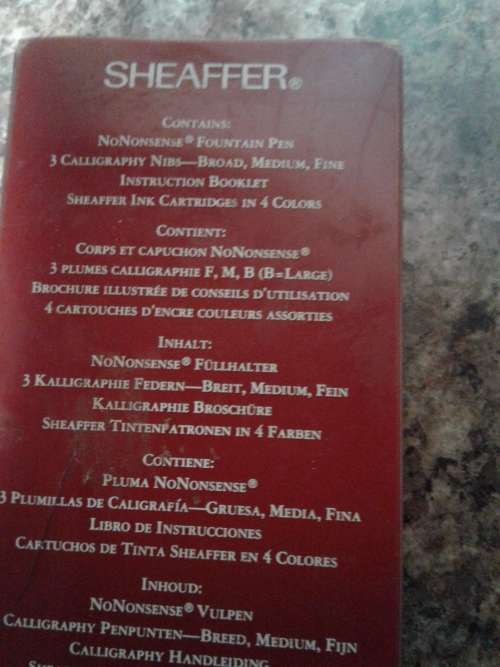 SHEAFFER®
CONTAINS:
NONONSENSE® FOUNTAIN PEN
3 CALLIGRAPHY NIBS—BROAD, MEDIUM, FINE
INSTRUCTION BOOKLET
SHEAFFER INK CARTRIDGES IN 4 COLORS
CONTIENT:
CORPS ET CAPUCHON NONONSENSE®
3 PLUMES CALLIGRAPHIE F, M, B (B=LARGE)
BROCHURE ILLUSTRÉE DE CONSEILS D'UTILISATION
4 CARTOUCHES D'ENCRE COULEURS ASSORTIES
INHALT:
NONONSENSE® FÜLLHALTER
3 KALLIGRAPHIE FEDERN—BREIT, MEDIUM, FEIN
KALLIGRAPHIE BROSCHÜRE
SHEAFFER TINTENPATRONEN IN 4 FARBEN
CONTIENE:
PLUMA NONONSENSE®
3 PLUMILLAS DE CALIGRAFÍA—GRUESA, MEDIA, FINA
LIBRO DE INSTRUCCIONES
CARTUCHOS DE TINTA SHEAFFER EN 4 COLORES
INHOUD:
NONONSENSE® VULPEN
CALLIGRAPHY PENPUNTEN—BREED, MEDIUM, FIJN
CALLIGRAPHY HANDLEIDING